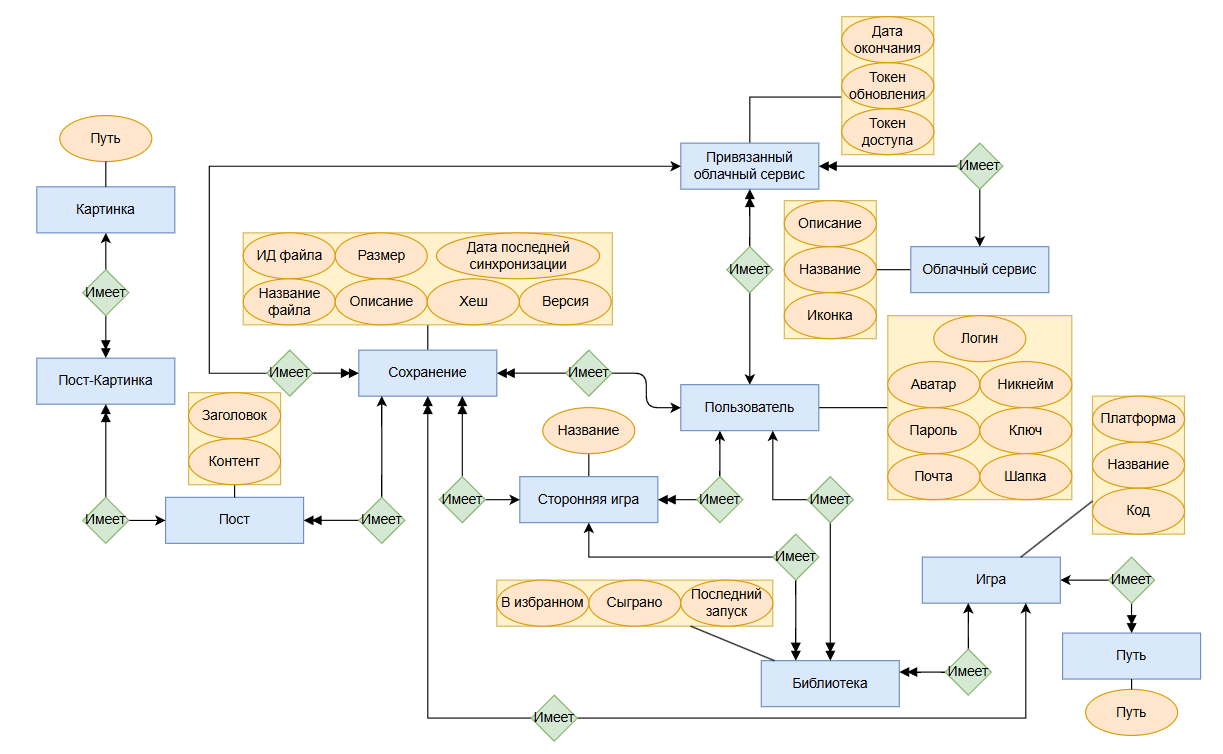 Дата
окончания
Токен
обновления
Токен
доступа
Путь
Привязанный
облачный сервис
Имеет
Картинка
Описание
Название
Иконка
Облачный сервис
Имеет
ИД файла
Размер
Дата последней
синхронизации
Название
файла
Описание
Хеш
Версия
Имеет
Логин
Аватар
Никнейм
Пароль
Ключ
Почта
Шапка
Пост-Картинка
Имеет
Сохранение
Имеет
Пользователь
Платформа
Название
Код
Заголовок
Контент
Название
Имеет
Пост
Имеет
Имеет
Сторонняя игра
Имеет
Имеет
Имеет
Игра
Имеет
В избранном
Сыграно
Последний
запуск
Библиотека
Имеет
Путь
Путь
Имеет